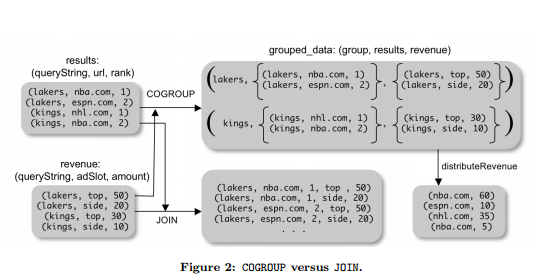 results:
(queryString, url, rank)
(lakers, nba.com, 1)
(lakers, espn.com, 2)
(kings, nhl.com, 1)
(kings, nba.com, 2)
revenue:
(queryString, adSlot, amount)
(lakers, top, 50)
(lakers, side, 20)
(kings, top, 30)
(kings, side, 10)
COGROUP
JOIN
grouped_data: (group, results, revenue)
(lakers, {(lakers, nba.com, 1) (lakers, espn.com, 2)}, {(lakers, top, 50) (lakers, side, 20)})
(kings, {(kings, nhl.com, 1) (kings, nba.com, 2)}, {(kings, top, 30) (kings, side, 10)})
distributeRevenue
(lakers, nba.com, 1, top , 50)
(lakers, nba.com, 1, side, 20)
(lakers, espn.com, 2, top, 50)
(lakers, espn.com, 2, side, 20)
. . .
(nba.com, 60)
(espn.com, 10)
(nhl.com, 35)
(nba.com, 5)
Figure 2: COGROUP versus JOIN.